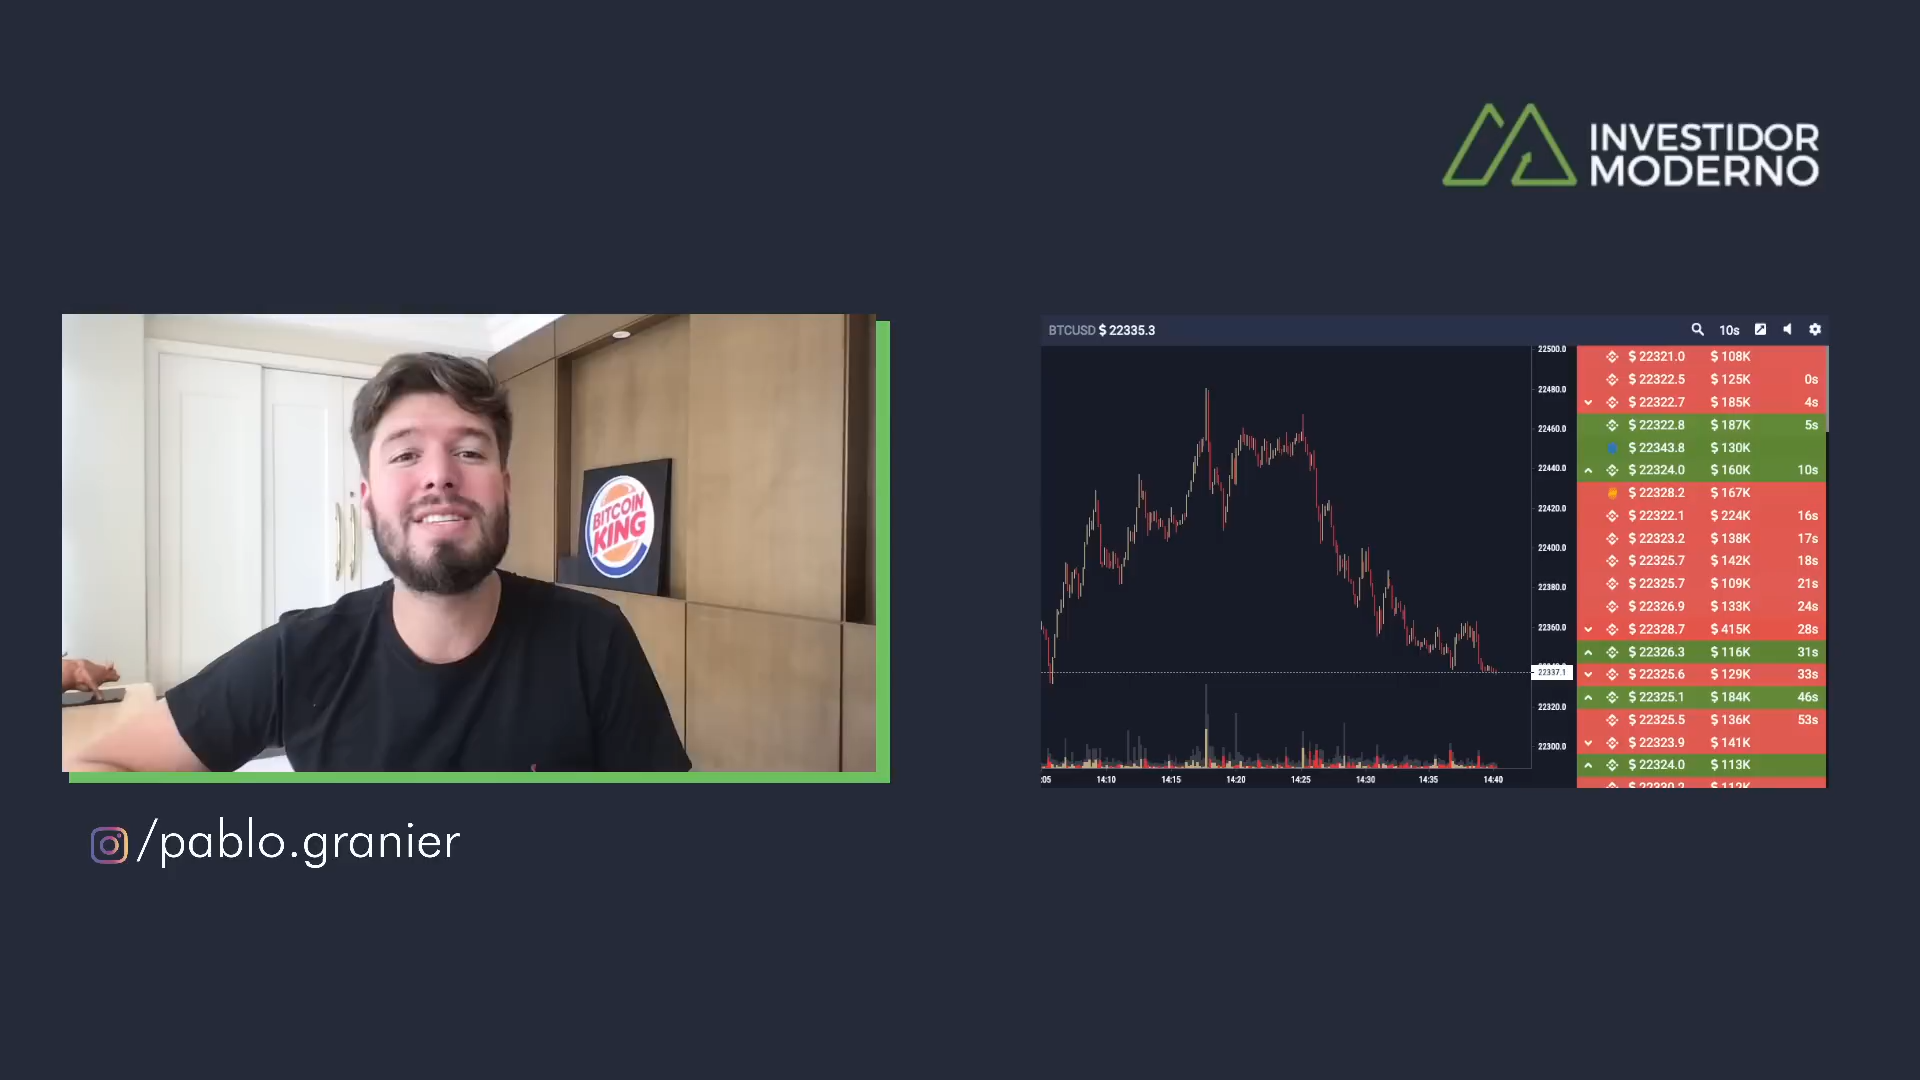 INVESTIDOR
MODERNO
BITCOIN
KING
/pablo.granier
BTCUSD $ 22335.3
10s
22500.0
22480.0
22460.0
22440.0
22420.0
22400.0
22380.0
22360.0
22337.1
22320.0
22300.0
:05 14:10 14:15 14:20 14:25 14:30 14:35 14:40
$ 22321.0 $ 108K
$ 22322.5 $ 125K 0s
$ 22322.7 $ 185K 4s
$ 22322.8 $ 187K 5s
$ 22343.8 $ 130K
$ 22324.0 $ 160K 10s
$ 22328.2 $ 167K
$ 22322.1 $ 224K 16s
$ 22323.2 $ 138K 17s
$ 22325.7 $ 142K 18s
$ 22325.7 $ 109K 21s
$ 22326.9 $ 133K 24s
$ 22328.7 $ 415K 28s
$ 22326.3 $ 116K 31s
$ 22325.6 $ 129K 33s
$ 22325.1 $ 184K 46s
$ 22325.5 $ 136K 53s
$ 22323.9 $ 141K
$ 22324.0 $ 113K